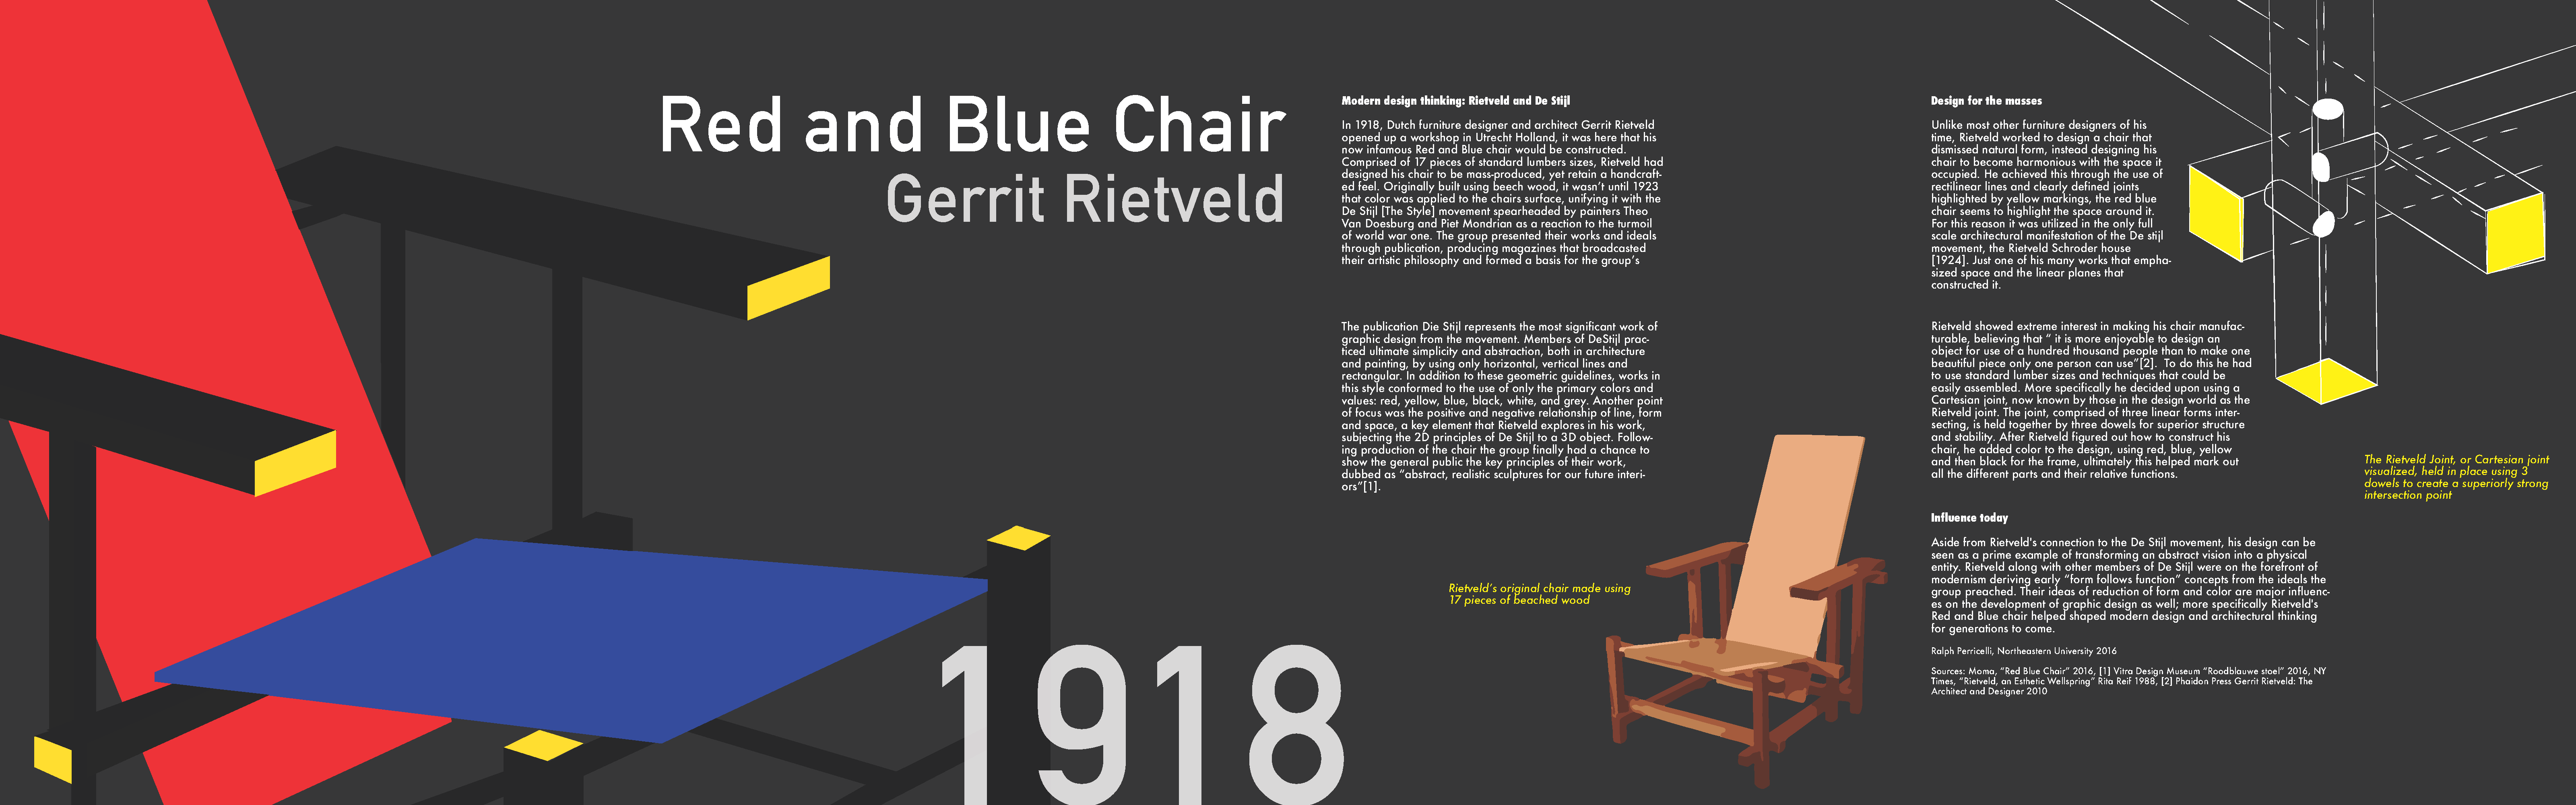 Red and Blue Chair
Gerrit Rietveld
1918
Modern design thinking: Rietveld and De Stijl
In 1918, Dutch furniture designer and architect Gerrit Rietveld
opened up a workshop in Utrecht Holland, it was here that his
now infamous Red and Blue chair would be constructed.
Comprised of 17 pieces of standard lumbers sizes, Rietveld had
designed his chair to be mass-produced, yet retain a handcraft-
ed feel. Originally built using beech wood, it wasn't until 1923
that color was applied to the chairs surface, unifying it with the
De Stijl [The Style] movement spearheaded by painters Theo
Van Doesburg and Piet Mondrian as a reaction to the turmoil
of world war one. The group presented their works and ideals
through publication, producing magazines that broadcasted
their artistic philosophy and formed a basis for the group's
The publication Die Stijl represents the most significant work of
graphic design from the movement. Members of DeStijl prac-
ticed ultimate simplicity and abstraction, both in architecture
and painting, by using only horizontal, vertical lines and
rectangular. In addition to these geometric guidelines, works in
this style conformed to the use of only the primary colors and
values: red, yellow, blue, black, white, and grey. Another point
of focus was the positive and negative relationship of line, form
and space, a key element that Rietveld explores in his work,
subjecting the 2D principles of De Stijl to a 3D object. Follow-
ing production of the chair the group finally had a chance to
show the general public the key principles of their work,
dubbed as “abstract, realistic sculptures for our future interi-
ors”[1].
Rietveld's original chair made using
17 pieces of beached wood
Design for the masses
Unlike most other furniture designers of his
time, Rietveld worked to design a chair that
dismissed natural form, instead designing his
chair to become harmonious with the space it
occupied. He achieved this through the use of
rectilinear lines and clearly defined joints
highlighted by yellow markings, the red blue
chair seems to highlight the space around it.
For this reason it was utilized in the only full
scale architectural manifestation of the De stijl
movement, the Rietveld Schroder house
[1924]. Just one of his many works that empha-
sized space and the linear planes that
constructed it.
Rietveld showed extreme interest in making his chair manufac-
turable, believing that “ it is more enjoyable to design an
object for use of a hundred thousand people than to make one
beautiful piece only one person can use”[2].  To do this he had
to use standard lumber sizes and techniques that could be
easily assembled. More specifically he decided upon using a
Cartesian joint, now known by those in the design world as the
Rietveld joint. The joint, comprised of three linear forms inter-
secting, is held together by three dowels for superior structure
and stability. After Rietveld figured out how to construct his
chair, he added color to the design, using red, blue, yellow
and then black for the frame, ultimately this helped mark out
all the different parts and their relative functions.
The Rietveld Joint, or Cartesian joint
visualized, held in place using 3
dowels to create a superiorly strong
intersection point
Influence today
Aside from Rietveld's connection to the De Stijl movement, his design can be
seen as a prime example of transforming an abstract vision into a physical
entity. Rietveld along with other members of De Stijl were on the forefront of
modernism deriving early “form follows function” concepts from the ideals the
group preached. Their ideas of reduction of form and color are major influenc-
es on the development of graphic design as well; more specifically Rietveld's
Red and Blue chair helped shaped modern design and architectural thinking
for generations to come.
Ralph Perricelli, Northeastern University 2016
Sources: Moma, “Red Blue Chair” 2016, [1] Vitra Design Museum “Roodblauwe stoel” 2016, NY
Times, “Rietveld, an Esthetic Wellspring” Rita Reif 1988, [2] Phaidon Press Gerrit Rietveld: The
Architect and Designer 2010